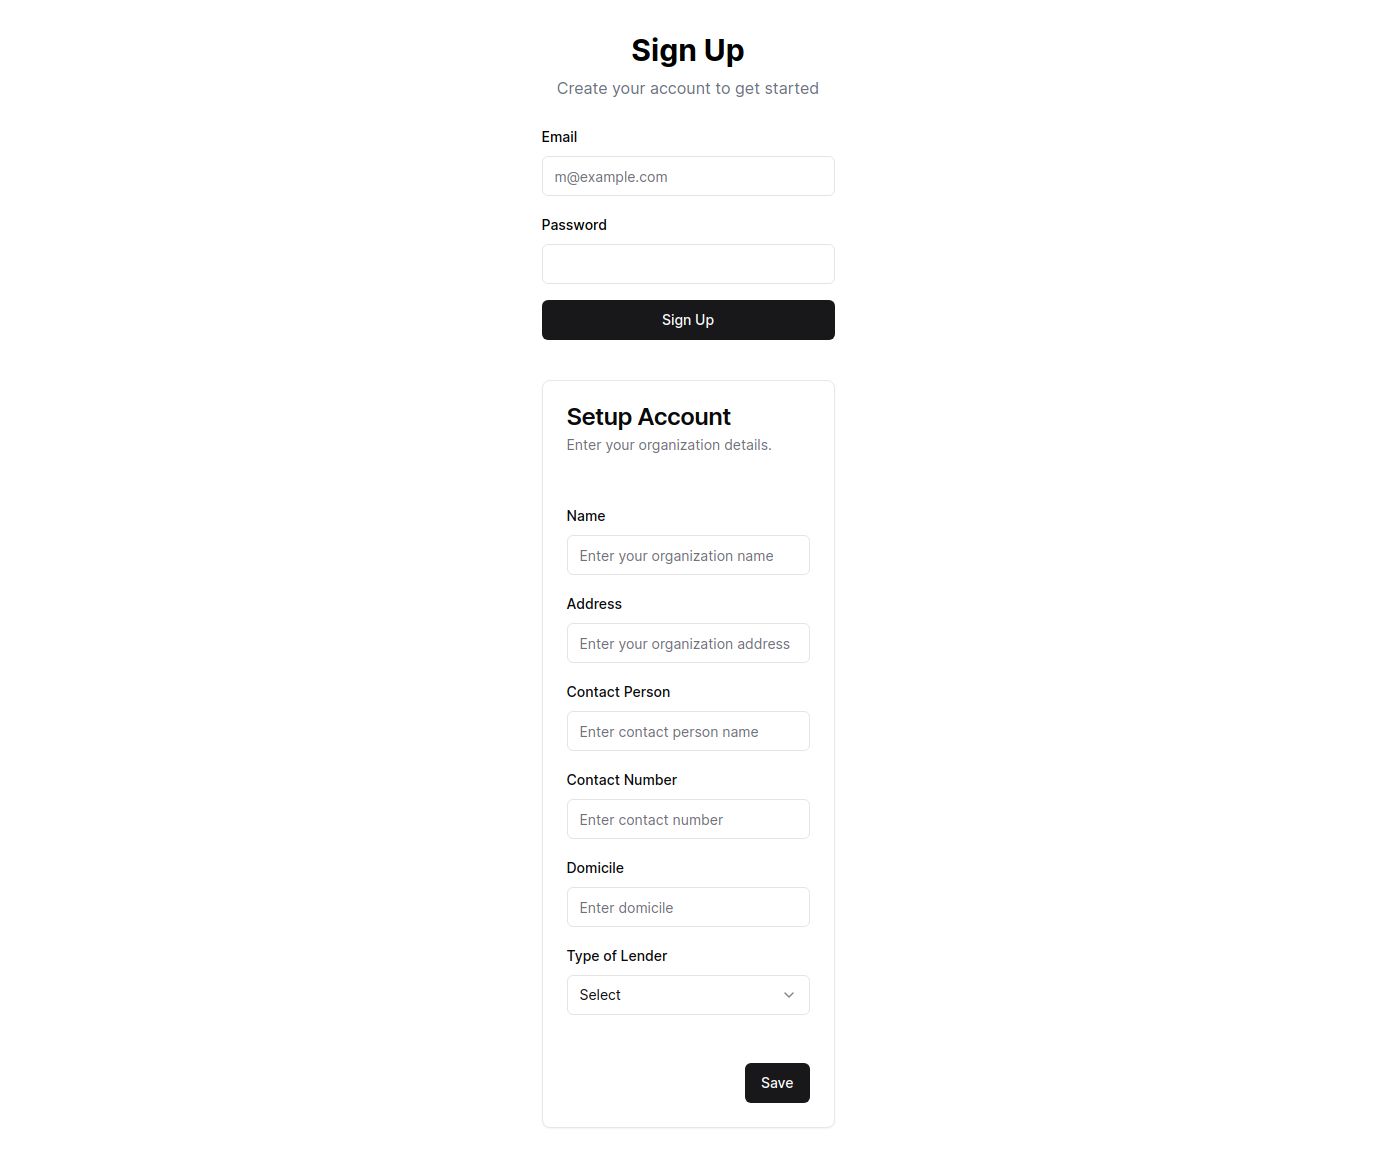 Sign Up
Create your account to get started
Email
m@example.com
Password
Sign Up
Setup Account
Enter your organization details.
Name
Enter your organization name
Address
Enter your organization address
Contact Person
Enter contact person name
Contact Number
Enter contact number
Domicile
Enter domicile
Type of Lender
Select
Save